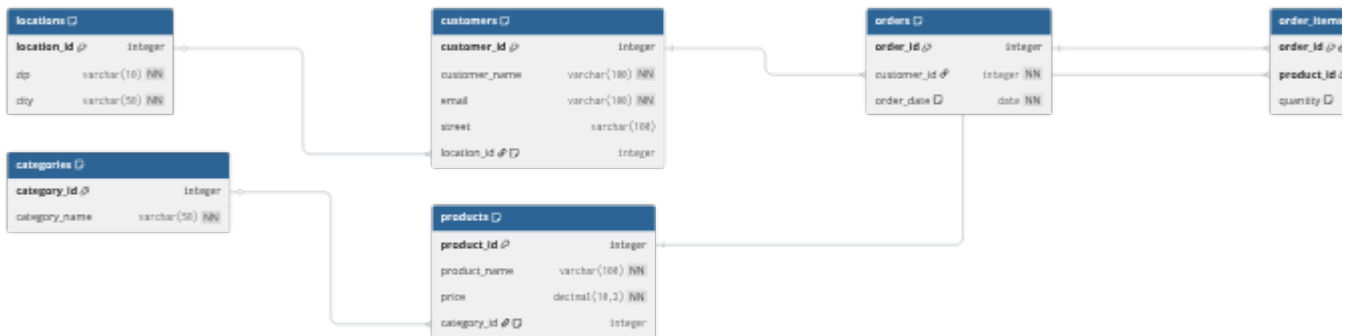 locations
location_id integer
zip varchar(10) NN
city varchar(50) NN
categories
category_id integer
category_name varchar(50) NN
customers
customer_id integer
customer_name varchar(100) NN
email varchar(100) NN
street varchar(100)
location_id integer
products
product_id integer
product_name varchar(100) NN
price decimal(10,2) NN
category_id integer
orders
order_id integer
customer_id integer NN
order_date date NN
order_items
order_id
product_id
quantity